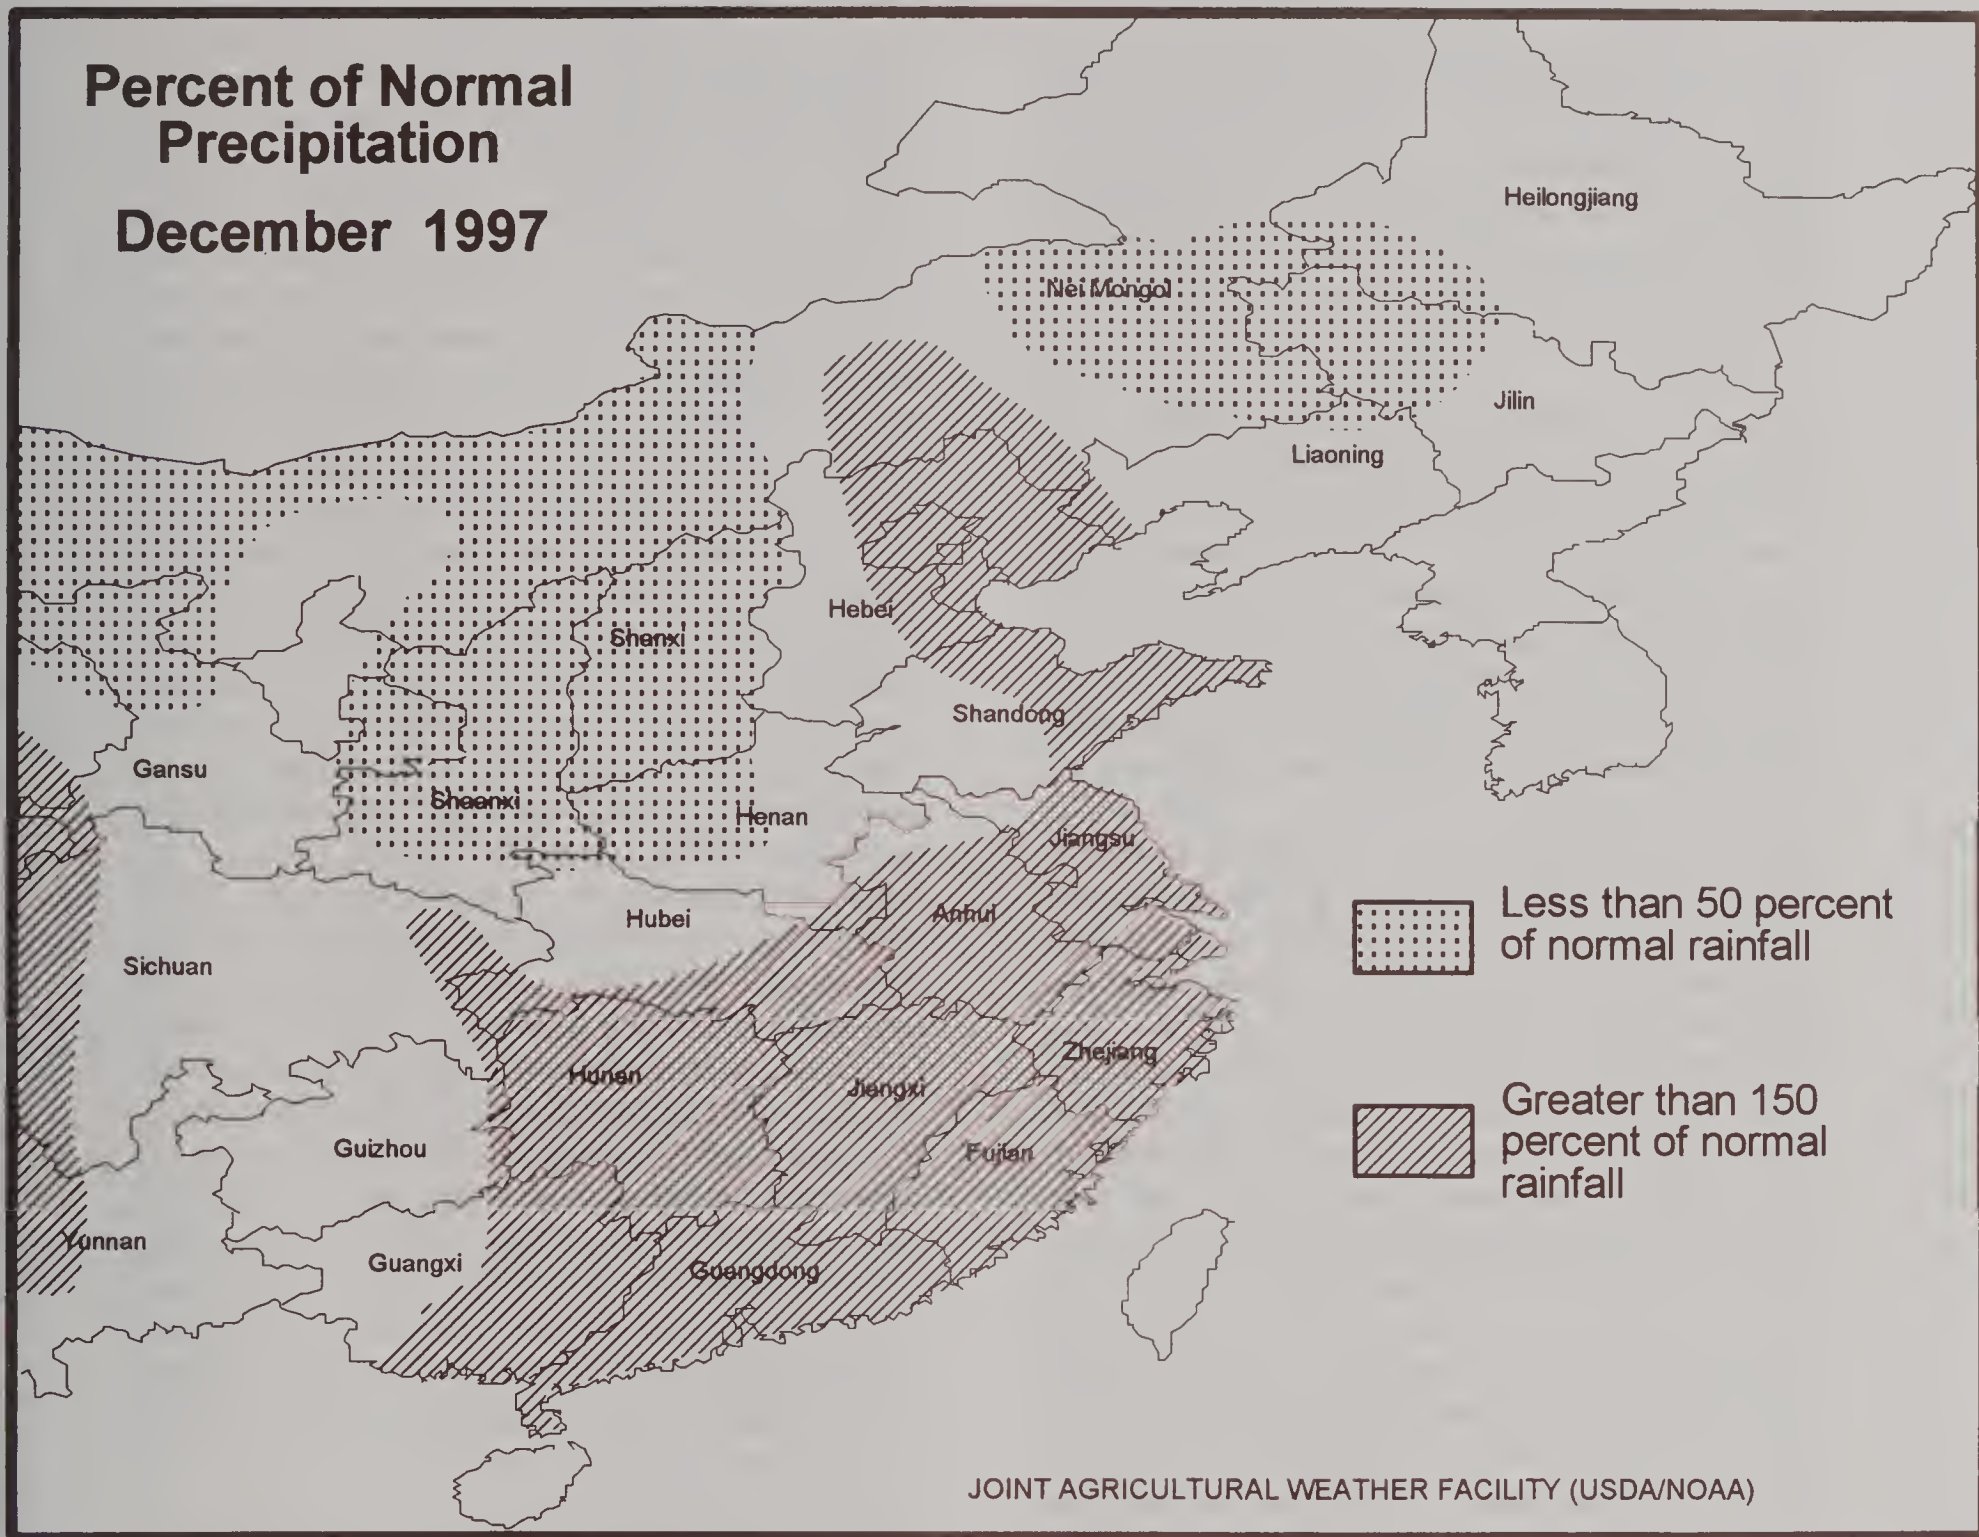 Percent of Normal
Precipitation
December 1997
Heilongjiang
Nei Mongol
Jilin
Liaoning
Hebei
Shanxi
Shandong
Gansu
Shaanxi
Henan
Jiangsu
Hubei
Anhui
Sichuan
Zhejiang
Hunan
Jiangxi
Guizhou
Fujian
Yunnan
Guangxi
Guangdong
Less than 50 percent
of normal rainfall
Greater than 150
percent of normal
rainfall
JOINT AGRICULTURAL WEATHER FACILITY (USDA/NOAA)